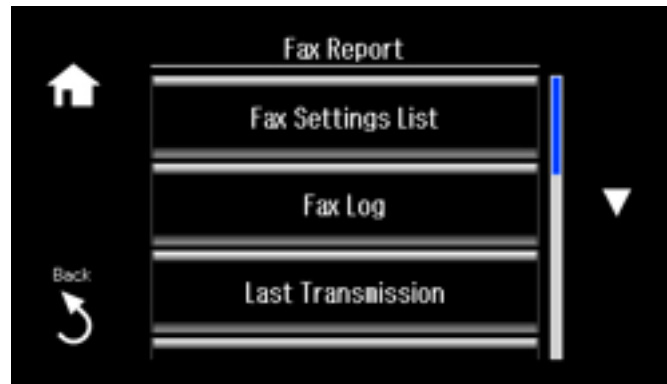 Fax Report
Fax Settings List
Fax Log
Last Transmission
Back